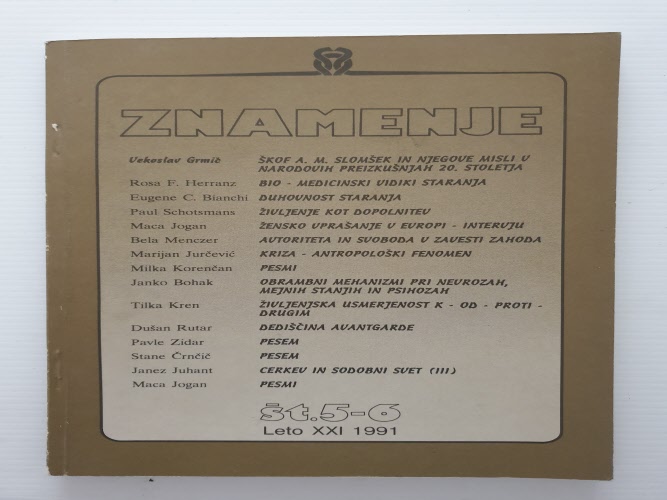 ZNAMENJE
Vekoslav Grmič ŠKOF A. M. SLOMŠEK IN NJEGOVE MISLI V
NARODOVIH PREIZKUŠNJAH 20. STOLETJA
Rosa F. Herranz BIO - MEDICINSKI VIDIKI STARANJA
Eugene C. Bianchi DUHOVNOST STARANJA
Paul Schotsmans ŽIVLJENJE KOT DOPOLNITEV
Maca Jogan ŽENSKO VPRAŠANJE V EUROPI - INTERVJU
Bela Menczer AUTORITETA IN SVOBODA V ZAVESTI ZAHODA
Marijan Jurčević KRIZA - ANTROPOLOŠKI FENOMEN
Milka Korenčan PESMI
Janko Bohak OBRAMBNI MEHANIZMI PRI NEVROZAH,
MEJNIH STANJIH IN PSIHOZAH
Tilka Kren ŽIVLJENJSKA USMERJENOST K - OD - PROTI -
DRUGIM
Dušan Rutar DEDIŠČINA AVANTGARDE
Pavle Zidar PESEM
Stane Črnčič PESEM
Janez Juhant CERKEV IN SODOBNI SVET (III)
Maca Jogan PESMI
št.5-6
Leto XXI 1991